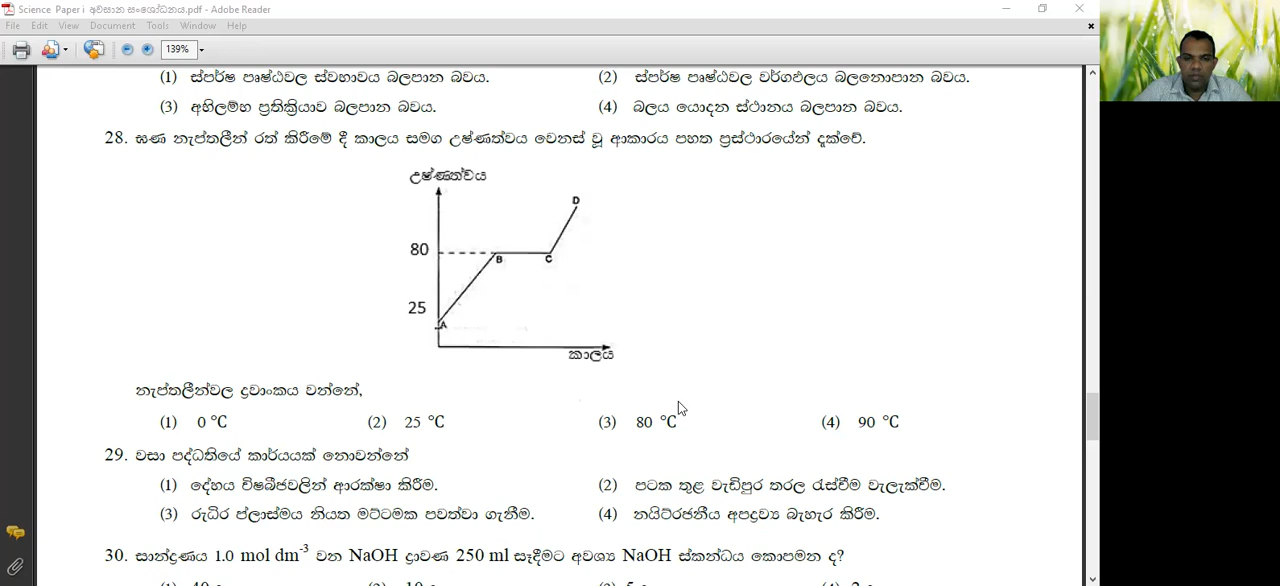 Science Paper i අවසාන සංශෝධනය.pdf - Adobe Reader
File Edit View Document Tools Window Help
139%
(1) ස්පර්ෂ පෘෂ්ඨවල ස්වභාවය බලපාන බවය. (2) ස්පර්ෂ පෘෂ්ඨවල වර්ගඵලය බලනොපාන බවය.
(3) අභිලම්භ ප්‍රතික්‍රියාව බලපාන බවය. (4) බලය යොදන ස්ථානය බලපාන බවය.
28. ඝණ නැප්තලීන් රත් කිරීමේ දී කාලය සමග උෂ්ණත්වය වෙනස් වූ ආකාරය පහත ප්‍රස්ථාරයේන් දැක්වේ.
උෂ්ණත්වය
D
80
B C
25
A
කාලය
නැප්තලීන්වල ද්‍රවාංකය වන්නේ,
(1) 0 °C (2) 25 °C (3) 80 °C (4) 90 °C
29. වසා පද්ධතියේ කාර්යයක් නොවන්නේ
(1) දේහය විෂබීජවලින් ආරක්ෂා කිරීම. (2) පටක තුළ වැඩිපුර තරල රැස්වීම වැලැක්වීම.
(3) රුධිර ප්ලාස්මය නියත මට්ටමක පවත්වා ගැනීම. (4) නයිට්රජනීය අපද්‍රව්‍ය බැහැර කිරීම.
30. සාන්ද්‍රණය 1.0 mol dm⁻³ වන NaOH ද්‍රාවණ 250 ml සෑදීමට අවශ්‍ය NaOH ස්කන්ධය කොපමන ද?